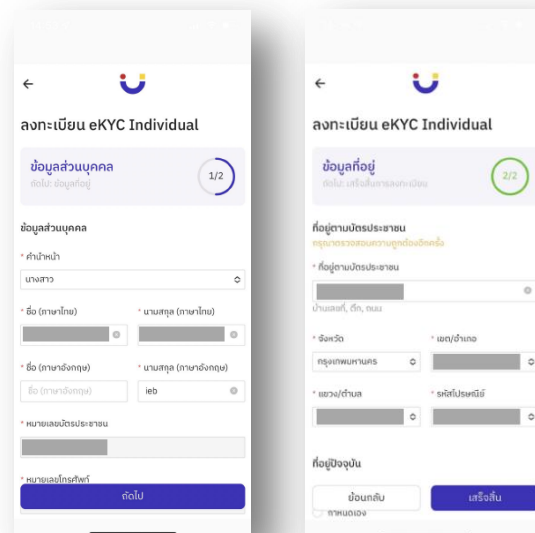 ลงทะเบียน eKYC Individual
ข้อมูลส่วนบุคคล
ถัดไป: ข้อมูลที่อยู่
1/2
ข้อมูลส่วนบุคคล
* คำนำหน้า
นางสาว
* ชื่อ (ภาษาไทย) * นามสกุล (ภาษาไทย)
* ชื่อ (ภาษาอังกฤษ) * นามสกุล (ภาษาอังกฤษ)
ชื่อ (ภาษาอังกฤษ) ieb
* หมายเลขบัตรประชาชน
* หมายเลขโทรศัพท์
ถัดไป
ลงทะเบียน eKYC Individual
ข้อมูลที่อยู่
ถัดไป: เสร็จสิ้นการลงทะเบียน
2/2
ที่อยู่ตามบัตรประชาชน
กรุณาตรวจสอบความถูกต้องอีกครั้ง
* ที่อยู่ตามบัตรประชาชน
บ้านเลขที่, ตึก, ถนน
* จังหวัด * เขต/อำเภอ
กรุงเทพมหานคร
* แขวง/ตำบล * รหัสไปรษณีย์
ที่อยู่ปัจจุบัน
ย้อนกลับ เสร็จสิ้น
กำหนดเอง